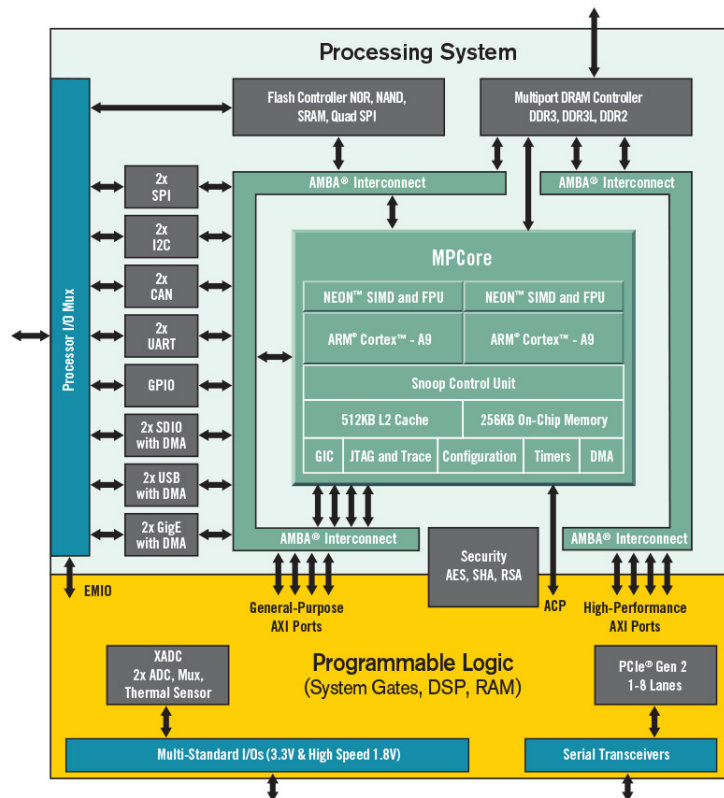 Processing System
Flash Controller NOR, NAND,
SRAM, Quad SPI
Multiport DRAM Controller
DDR3, DDR3L, DDR2
AMBA® Interconnect
AMBA® Interconnect
Processor I/O Mux
2x
SPI
2x
I2C
2x
CAN
2x
UART
GPIO
2x SDIO
with DMA
2x USB
with DMA
2x GigE
with DMA
MPCore
NEON™ SIMD and FPU
NEON™ SIMD and FPU
ARM® Cortex™ - A9
ARM® Cortex™ - A9
Snoop Control Unit
512KB L2 Cache
256KB On-Chip Memory
GIC
JTAG and Trace
Configuration
Timers
DMA
AMBA® Interconnect
Security
AES, SHA, RSA
AMBA® Interconnect
EMIO
General-Purpose
AXI Ports
ACP
High-Performance
AXI Ports
XADC
2x ADC, Mux,
Thermal Sensor
Programmable Logic
(System Gates, DSP, RAM)
PCIe® Gen 2
1-8 Lanes
Multi-Standard I/Os (3.3V & High Speed 1.8V)
Serial Transceivers